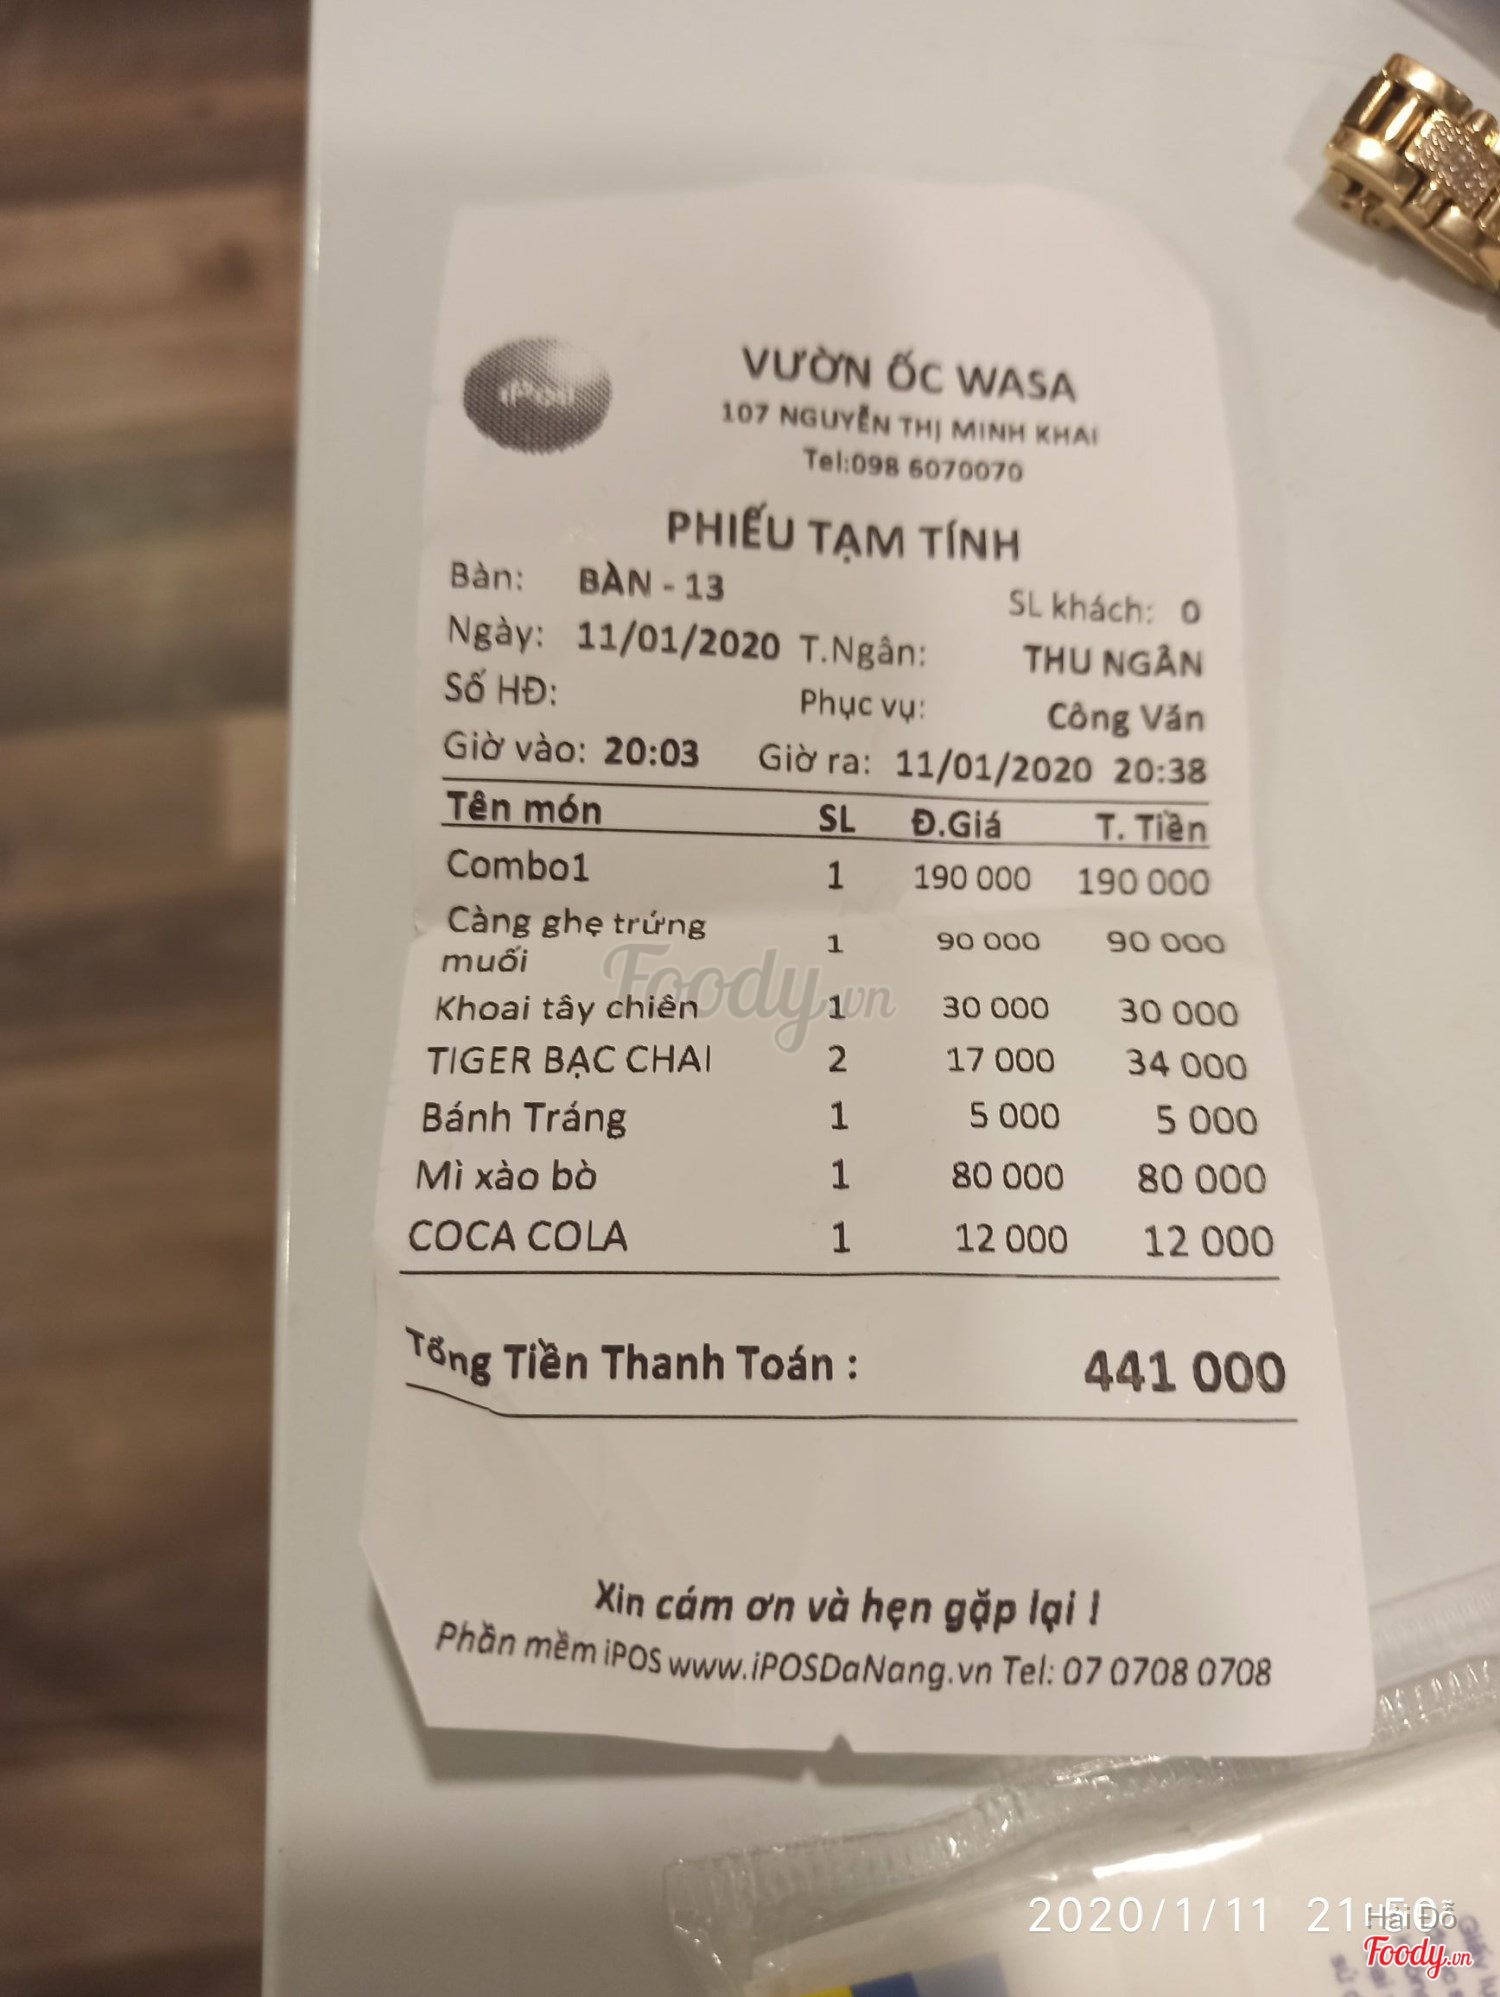 iPos
VƯỜN ỐC WASA
107 NGUYỄN THỊ MINH KHAI
Tel:098 6070070
PHIẾU TẠM TÍNH
Bàn: BÀN - 13 SL khách: 0
Ngày: 11/01/2020 T.Ngân: THU NGÂN
Số HĐ: Phục vụ: Công Văn
Giờ vào: 20:03 Giờ ra: 11/01/2020 20:38
Tên món SL Đ.Giá T. Tiền
Combo1 1 190 000 190 000
Càng ghẹ trứng
muối 1 90 000 90 000
Khoai tây chiên 1 30 000 30 000
TIGER BẠC CHAI 2 17 000 34 000
Bánh Tráng 1 5 000 5 000
Mì xào bò 1 80 000 80 000
COCA COLA 1 12 000 12 000
Tổng Tiền Thanh Toán : 441 000
Xin cám ơn và hẹn gặp lại !
Phần mềm iPOS www.iPOSDaNang.vn Tel: 07 0708 0708
Foody.vn
2020/1/11 21:50
Hải Đỗ
Foody.vn